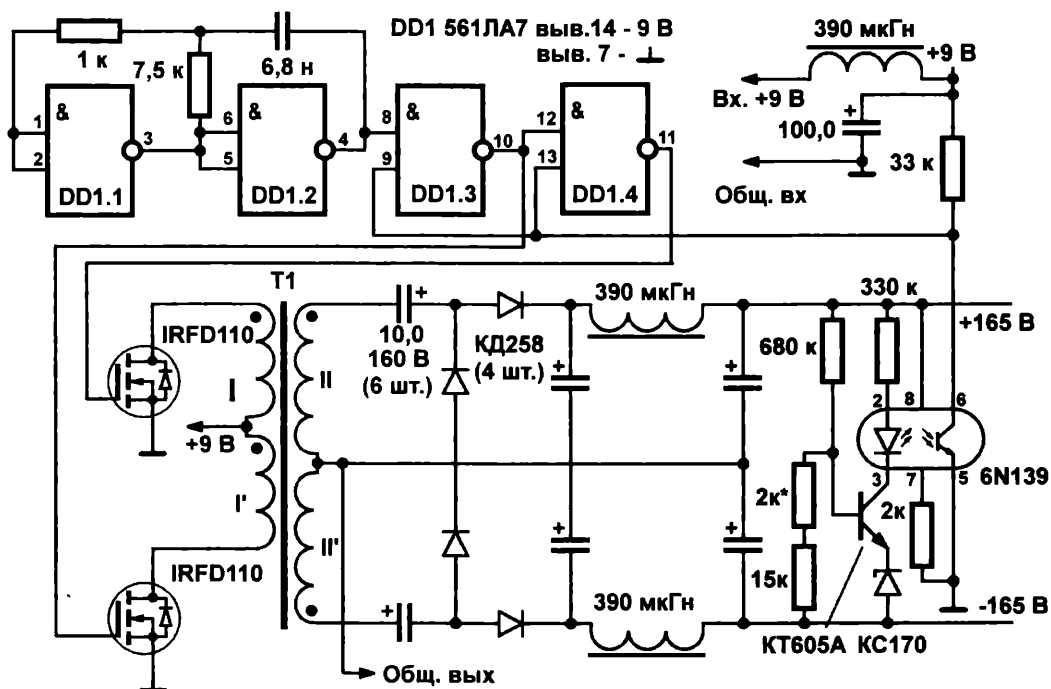 DD1 561ЛА7 выв.14 - 9 В
выв. 7 - ⊥
390 мкГн
+9 В
1 к
7,5 к
6,8 н
Вх. +9 В
100,0
33 к
Общ. вх
&
1
2
3
DD1.1
&
6
5
4
DD1.2
&
8
9
10
DD1.3
&
12
13
11
DD1.4
T1
IRFD110
I
+9 В
I'
IRFD110
II
II'
+
10,0
160 В
(6 шт.)
КД258
(4 шт.)
390 мкГн
+
+
680 к
330 к
+165 В
2
8
6
3
7
5
6N139
2к*
2к
15к
+
+
+
390 мкГн
-165 В
КТ605А КС170
Общ. вых